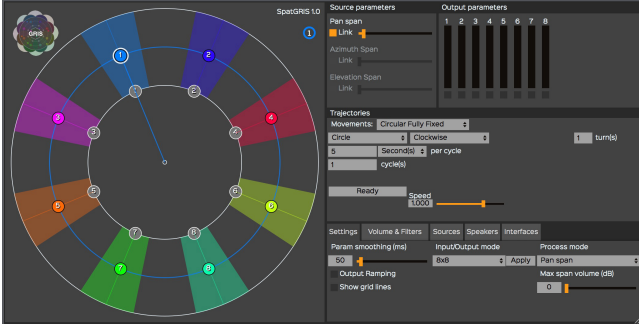 SpatGRIS 1.0
GRIS
1
1
2
1
2
3
3
4
4
5
5
6
6
7
8
7
8
Source parameters
Pan span
Link
Azimuth Span
Link
Elevation Span
Link
Output parameters
1 2 3 4 5 6 7 8
Trajectories
Movements: Circular Fully Fixed
Circle Clockwise 1 turn(s)
5 Second(s) per cycle
1 cycle(s)
Ready
Speed
1.000
Settings Volume & Filters Sources Speakers Interfaces
Param smoothing (ms) Input/Output mode Process mode
50 8x8 Apply Pan span
Output Ramping Max span volume (dB)
Show grid lines 0